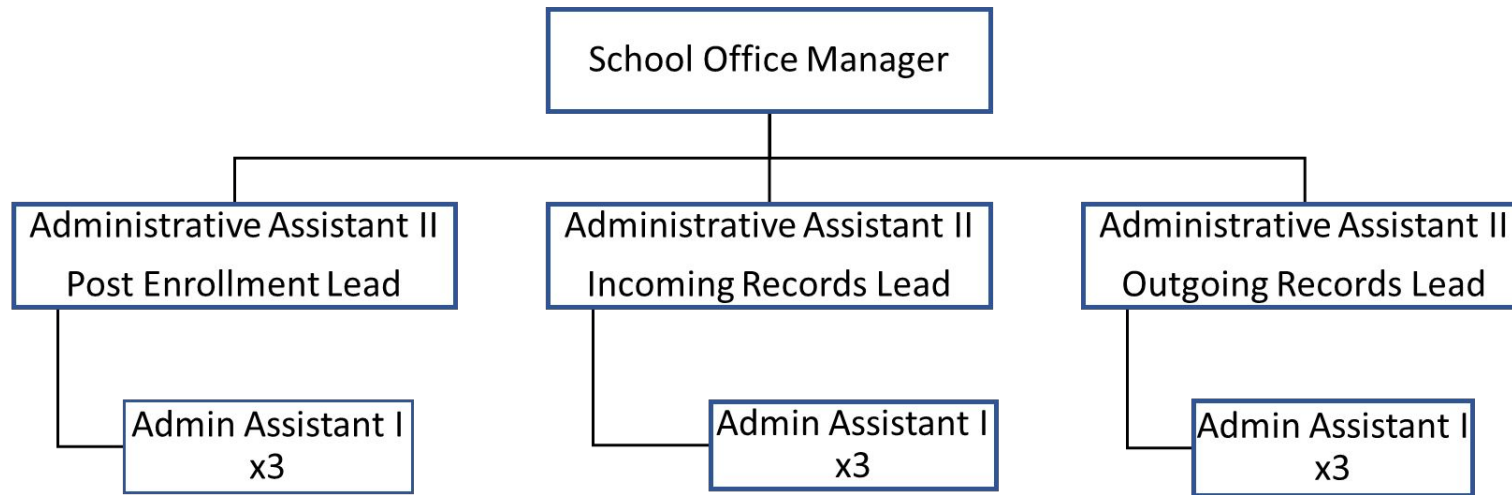 School Office Manager
Administrative Assistant II
Post Enrollment Lead
Administrative Assistant II
Incoming Records Lead
Administrative Assistant II
Outgoing Records Lead
Admin Assistant I
x3
Admin Assistant I
x3
Admin Assistant I
x3